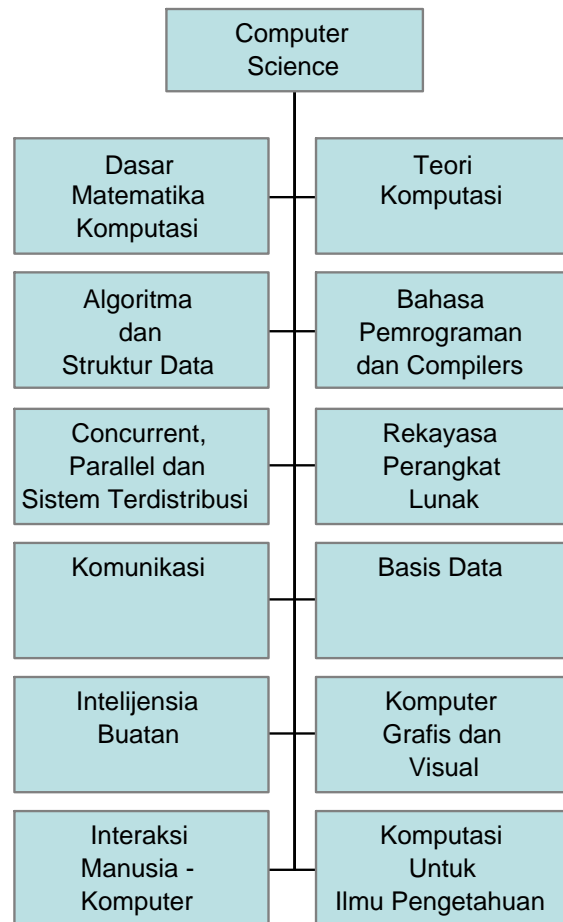 Computer
Science
Dasar
Matematika
Komputasi
Teori
Komputasi
Algoritma
dan
Struktur Data
Bahasa
Pemrograman
dan Compilers
Concurrent,
Parallel dan
Sistem Terdistribusi
Rekayasa
Perangkat
Lunak
Komunikasi
Basis Data
Intelijensia
Buatan
Komputer
Grafis dan
Visual
Interaksi
Manusia -
Komputer
Komputasi
Untuk
Ilmu Pengetahuan